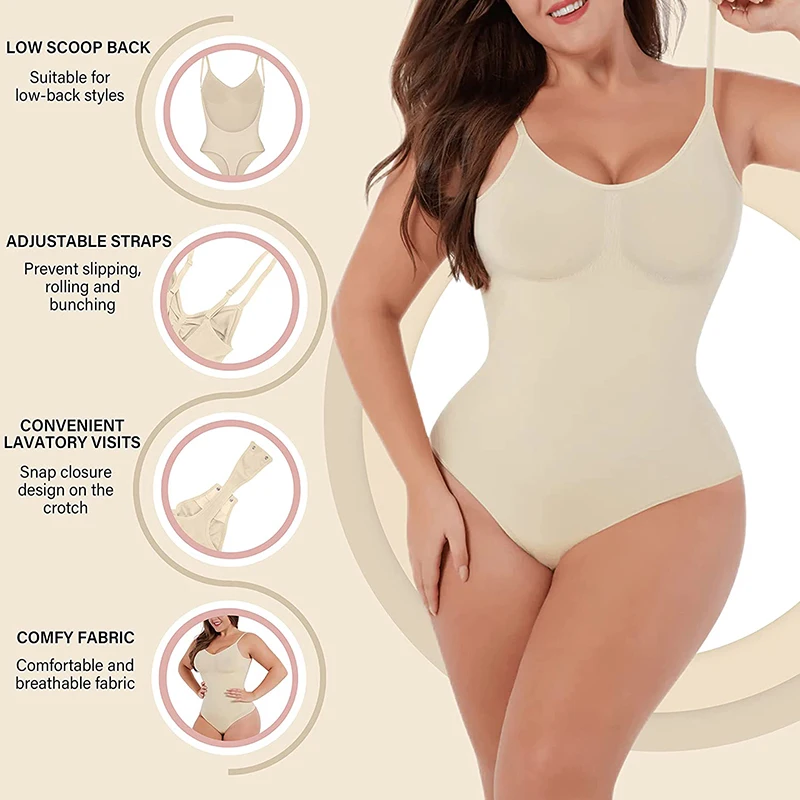 LOW SCOOP BACK
Suitable for
low-back styles
ADJUSTABLE STRAPS
Prevent slipping,
rolling and
bunching
CONVENIENT
LAVATORY VISITS
Snap closure
design on the
crotch
COMFY FABRIC
Comfortable and
breathable fabric